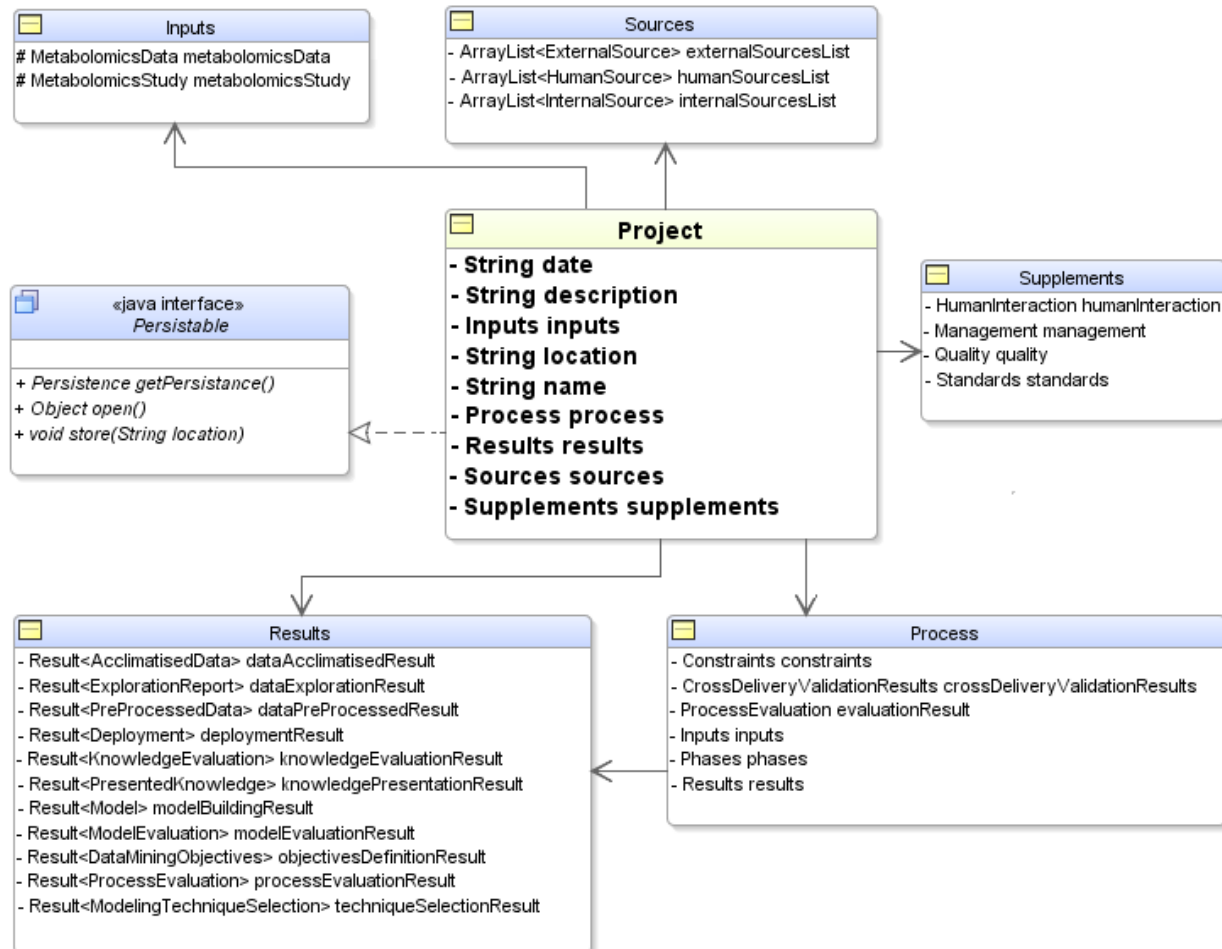 Inputs
# MetabolomicsData metabolomicsData
# MetabolomicsStudy metabolomicsStudy
Sources
- ArrayList<ExternalSource> externalSourcesList
- ArrayList<HumanSource> humanSourcesList
- ArrayList<InternalSource> internalSourcesList
Project
- String date
- String description
- Inputs inputs
- String location
- String name
- Process process
- Results results
- Sources sources
- Supplements supplements
«java interface»
Persistable
+ Persistence getPersistance()
+ Object open()
+ void store(String location)
Supplements
- HumanInteraction humanInteraction
- Management management
- Quality quality
- Standards standards
Results
- Result<AcclimatisedData> dataAcclimatisedResult
- Result<ExplorationReport> dataExplorationResult
- Result<PreProcessedData> dataPreProcessedResult
- Result<Deployment> deploymentResult
- Result<KnowledgeEvaluation> knowledgeEvaluationResult
- Result<PresentedKnowledge> knowledgePresentationResult
- Result<Model> modelBuildingResult
- Result<ModelEvaluation> modelEvaluationResult
- Result<DataMiningObjectives> objectivesDefinitionResult
- Result<ProcessEvaluation> processEvaluationResult
- Result<ModelingTechniqueSelection> techniqueSelectionResult
Process
- Constraints constraints
- CrossDeliveryValidationResults crossDeliveryValidationResults
- ProcessEvaluation evaluationResult
- Inputs inputs
- Phases phases
- Results results